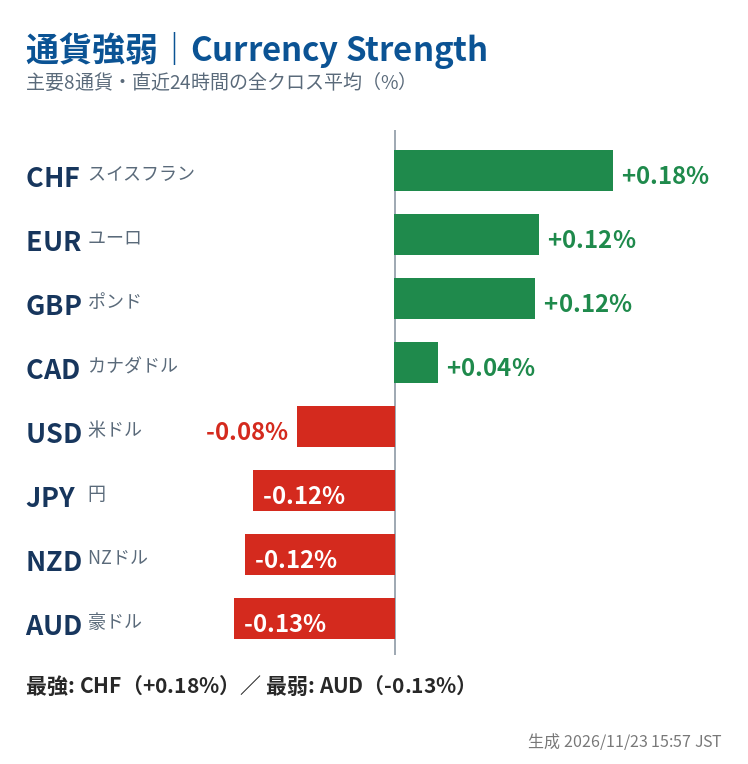 通貨強弱｜Currency Strength
主要8通貨・直近24時間の全クロス平均（%）
CHF スイスフラン +0.18%
EUR ユーロ +0.12%
GBP ポンド +0.12%
CAD カナダドル +0.04%
USD 米ドル -0.08%
JPY 円 -0.12%
NZD NZドル -0.12%
AUD 豪ドル -0.13%
最強: CHF（+0.18%）／ 最弱: AUD（-0.13%）
生成 2026/11/23 15:57 JST